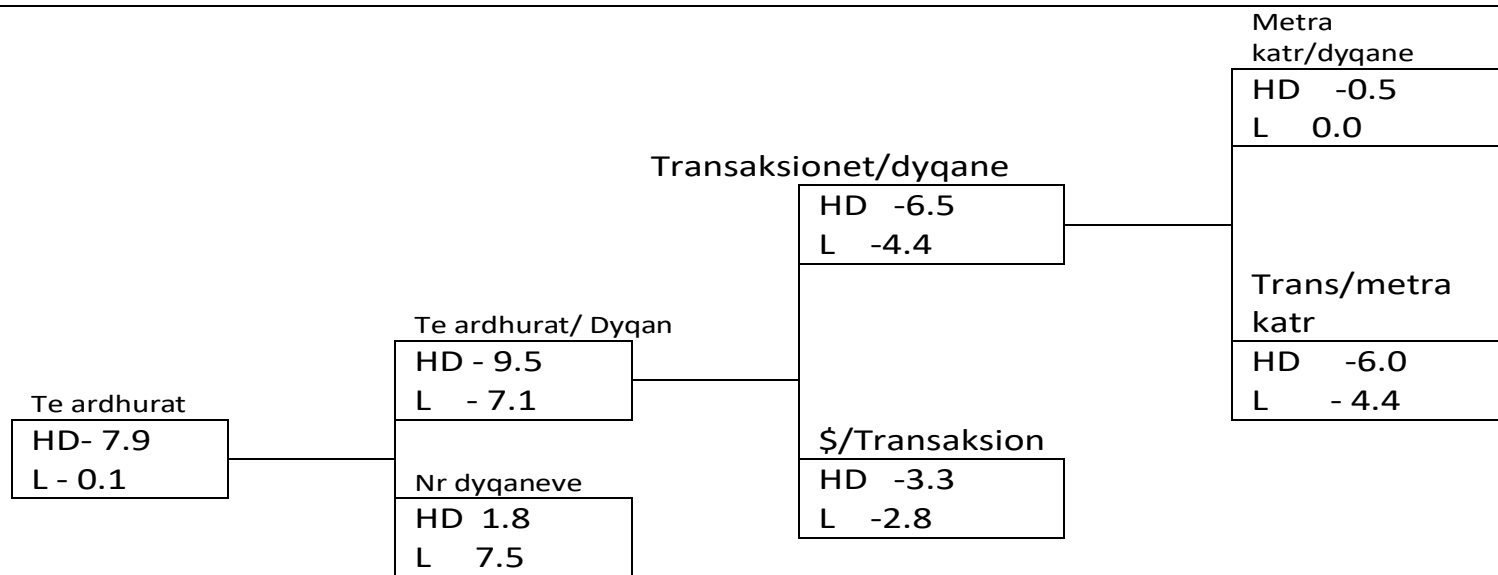 Metra
katr/dyqane
HD -0.5
L 0.0
Transaksionet/dyqane
HD -6.5
L -4.4
Trans/metra
katr
HD -6.0
L - 4.4
Te ardhurat/ Dyqan
HD - 9.5
L - 7.1
Te ardhurat
HD- 7.9
L - 0.1
$/Transaksion
HD -3.3
L -2.8
Nr dyqaneve
HD 1.8
L 7.5